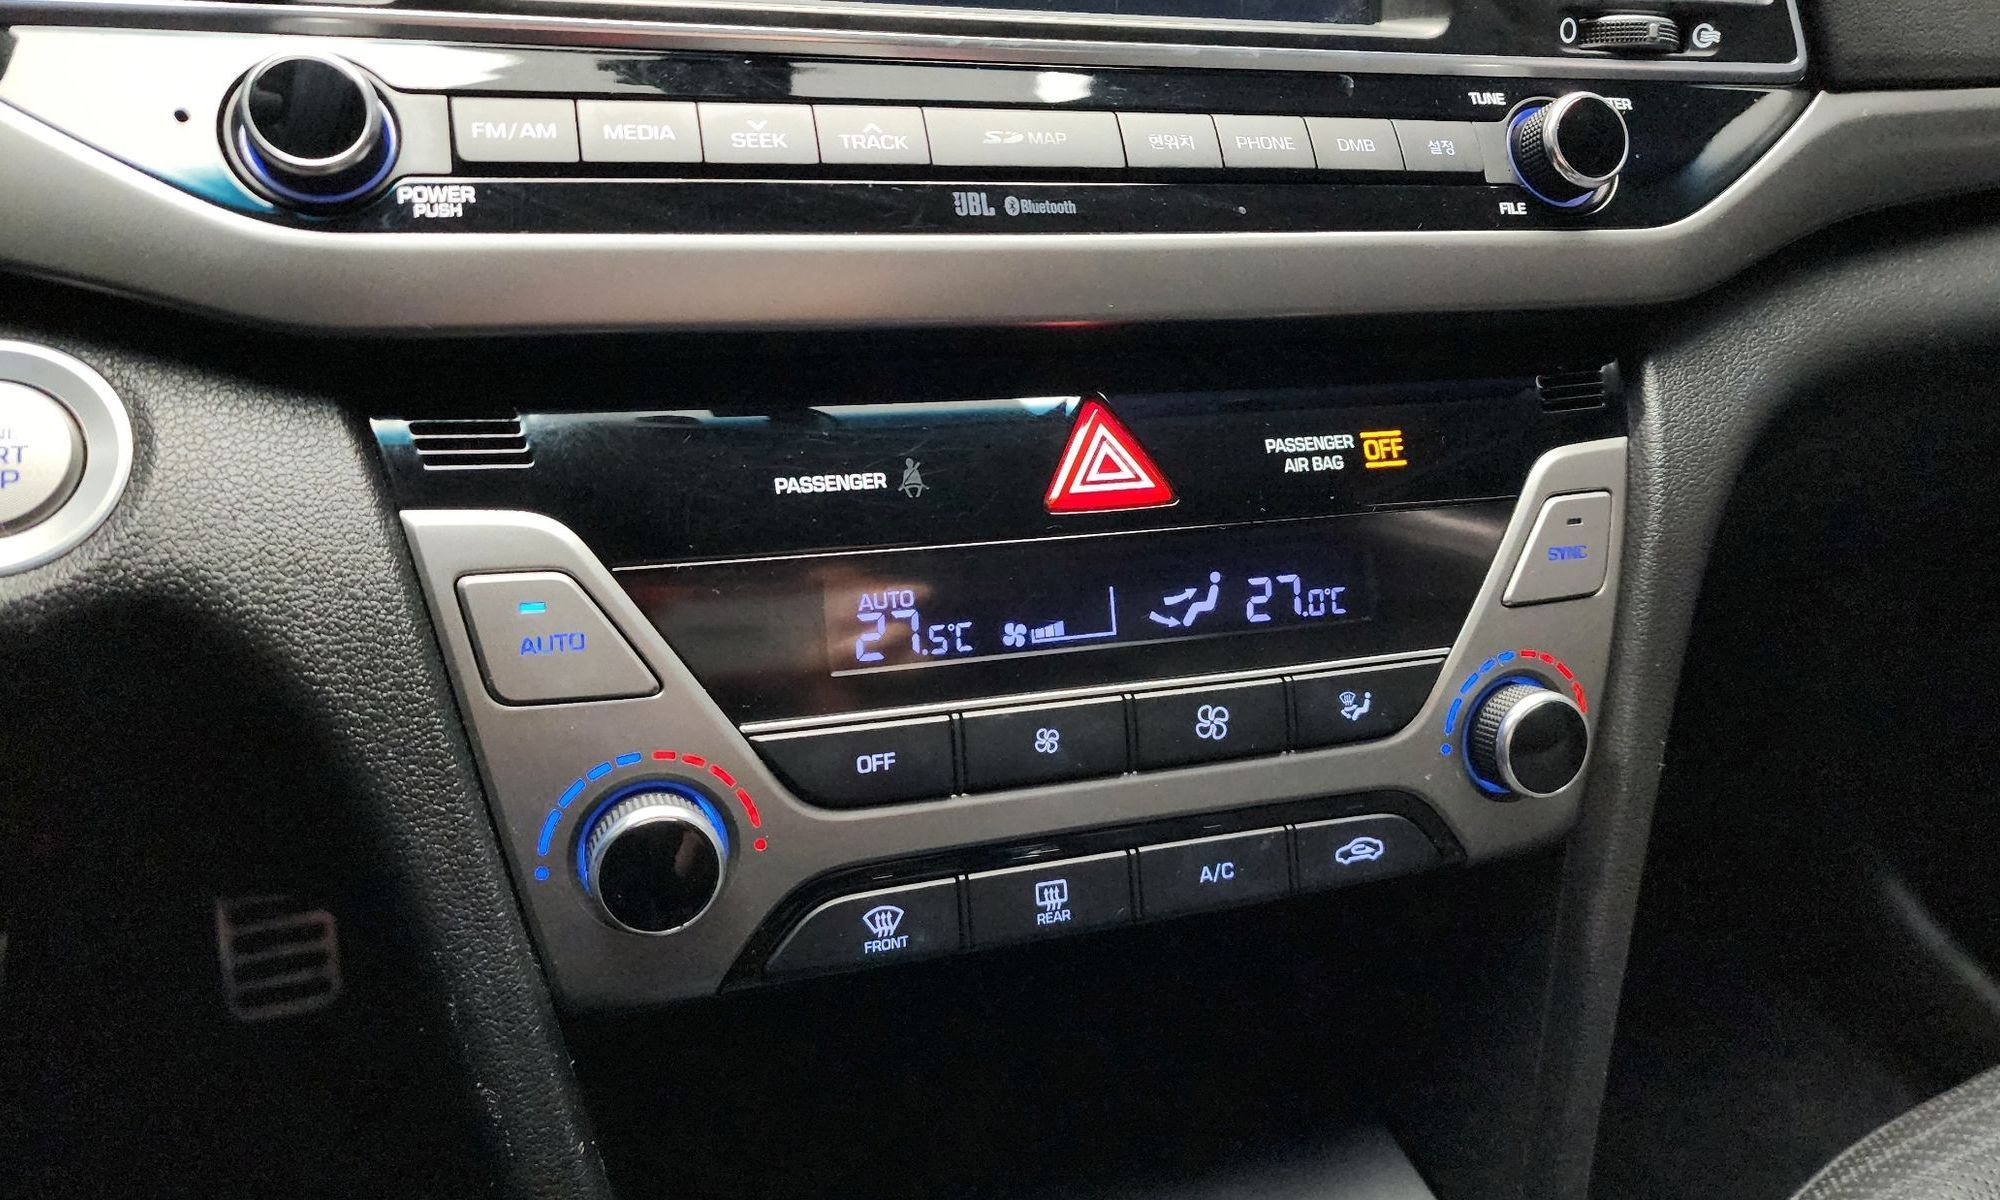 TUNE
FM/AM MEDIA SEEK TRACK SD MAP 현위치 PHONE DMB 설정
POWER
PUSH
JBL Bluetooth
FILE
PASSENGER
PASSENGER
AIR BAG OFF
SYNC
AUTO
AUTO
27.5°C 27.0°C
OFF
FRONT
REAR
A/C